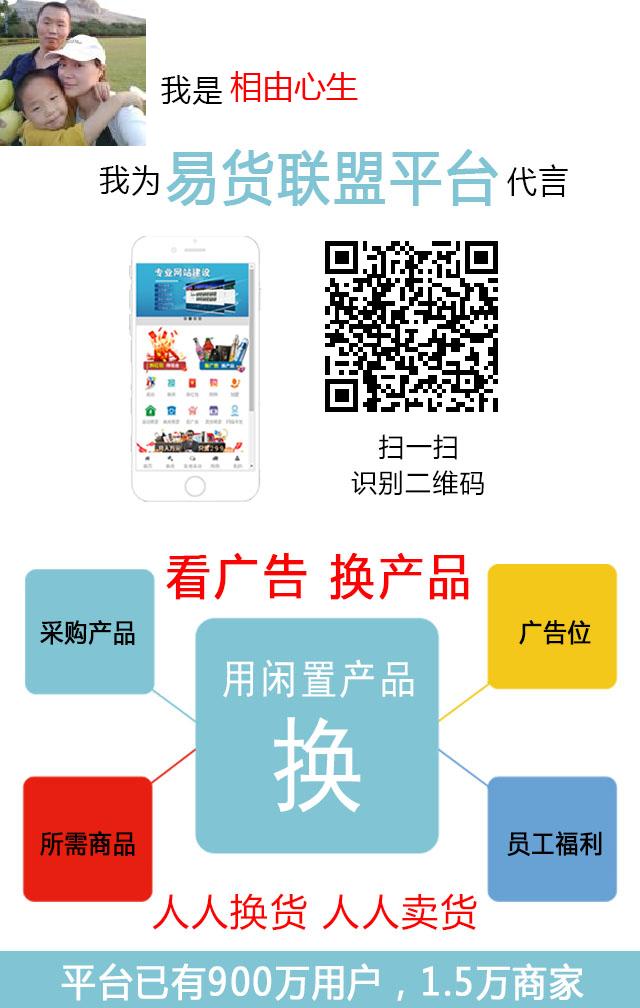 我是 相由心生
我为 易货联盟平台 代言
专业网站建设
扫一扫
识别二维码
看广告 换产品
采购产品
广告位
用闲置产品
换
所需商品
员工福利
人人换货 人人卖货
平台已有900万用户，1.5万商家